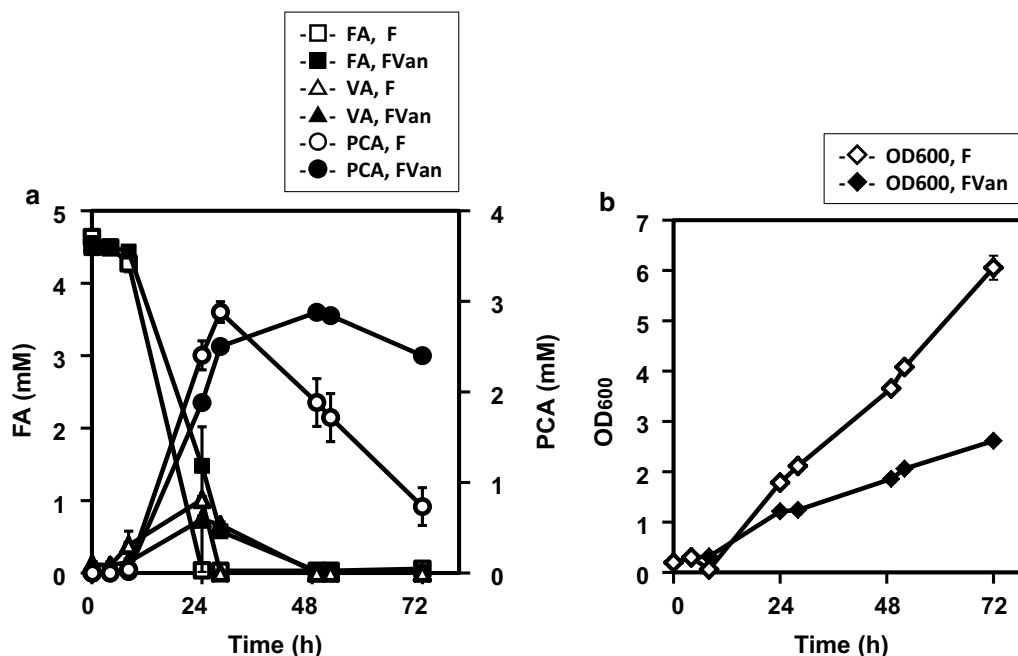 -□- FA, F
-■- FA, FVan
-△- VA, F
-▲- VA, FVan
-○- PCA, F
-●- PCA, FVan
-◇- OD600, F
-◆- OD600, FVan
a
b
5
4
3
2
1
0
FA (mM)
4
3
2
1
0
PCA (mM)
0 24 48 72
Time (h)
7
6
5
4
3
2
1
0
OD600
0 24 48 72
Time (h)